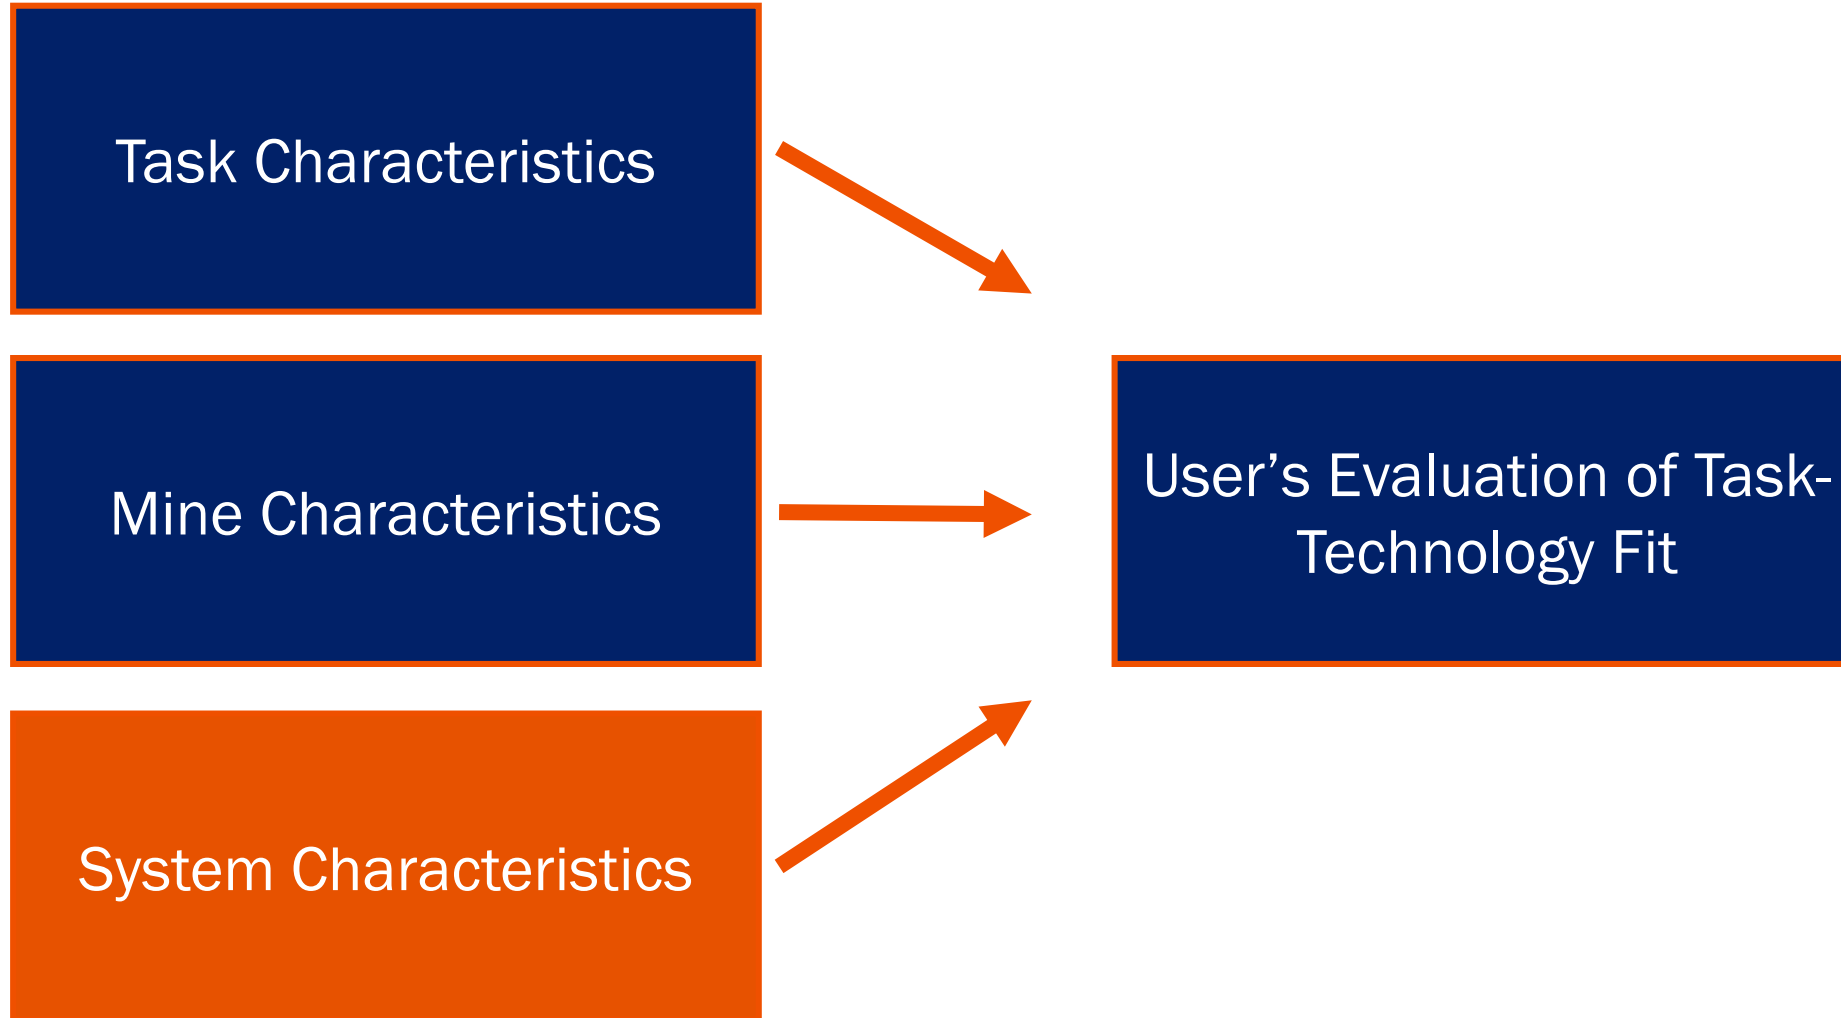 Task Characteristics
Mine Characteristics
User’s Evaluation of Task-
Technology Fit
System Characteristics